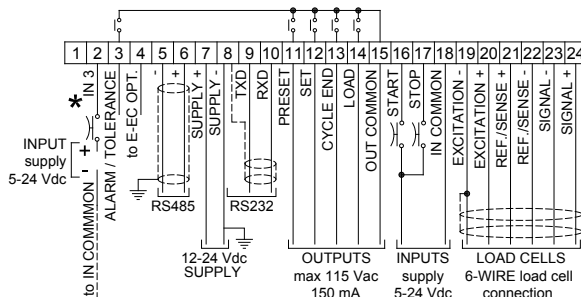 1 2 3 4 5 6 7 8 9 10 11 12 13 14 15 16 17 18 19 20 21 22 23 24
*
IN 3
ALARM / TOLERANCE
to E-EC OPT.
-
+
SUPPLY +
SUPPLY -
TXD
RXD
PRESET
SET
CYCLE END
LOAD
OUT COMMON
START
STOP
IN COMMON
EXCITATION -
EXCITATION +
REF./SENSE +
REF./SENSE -
SIGNAL -
SIGNAL +
INPUT
supply
5-24 Vdc
+
-
to IN COMMMON
RS485
RS232
12-24 Vdc
SUPPLY
OUTPUTS
max 115 Vac
150 mA
INPUTS
supply
5-24 Vdc
LOAD CELLS
6-WIRE load cell
connection